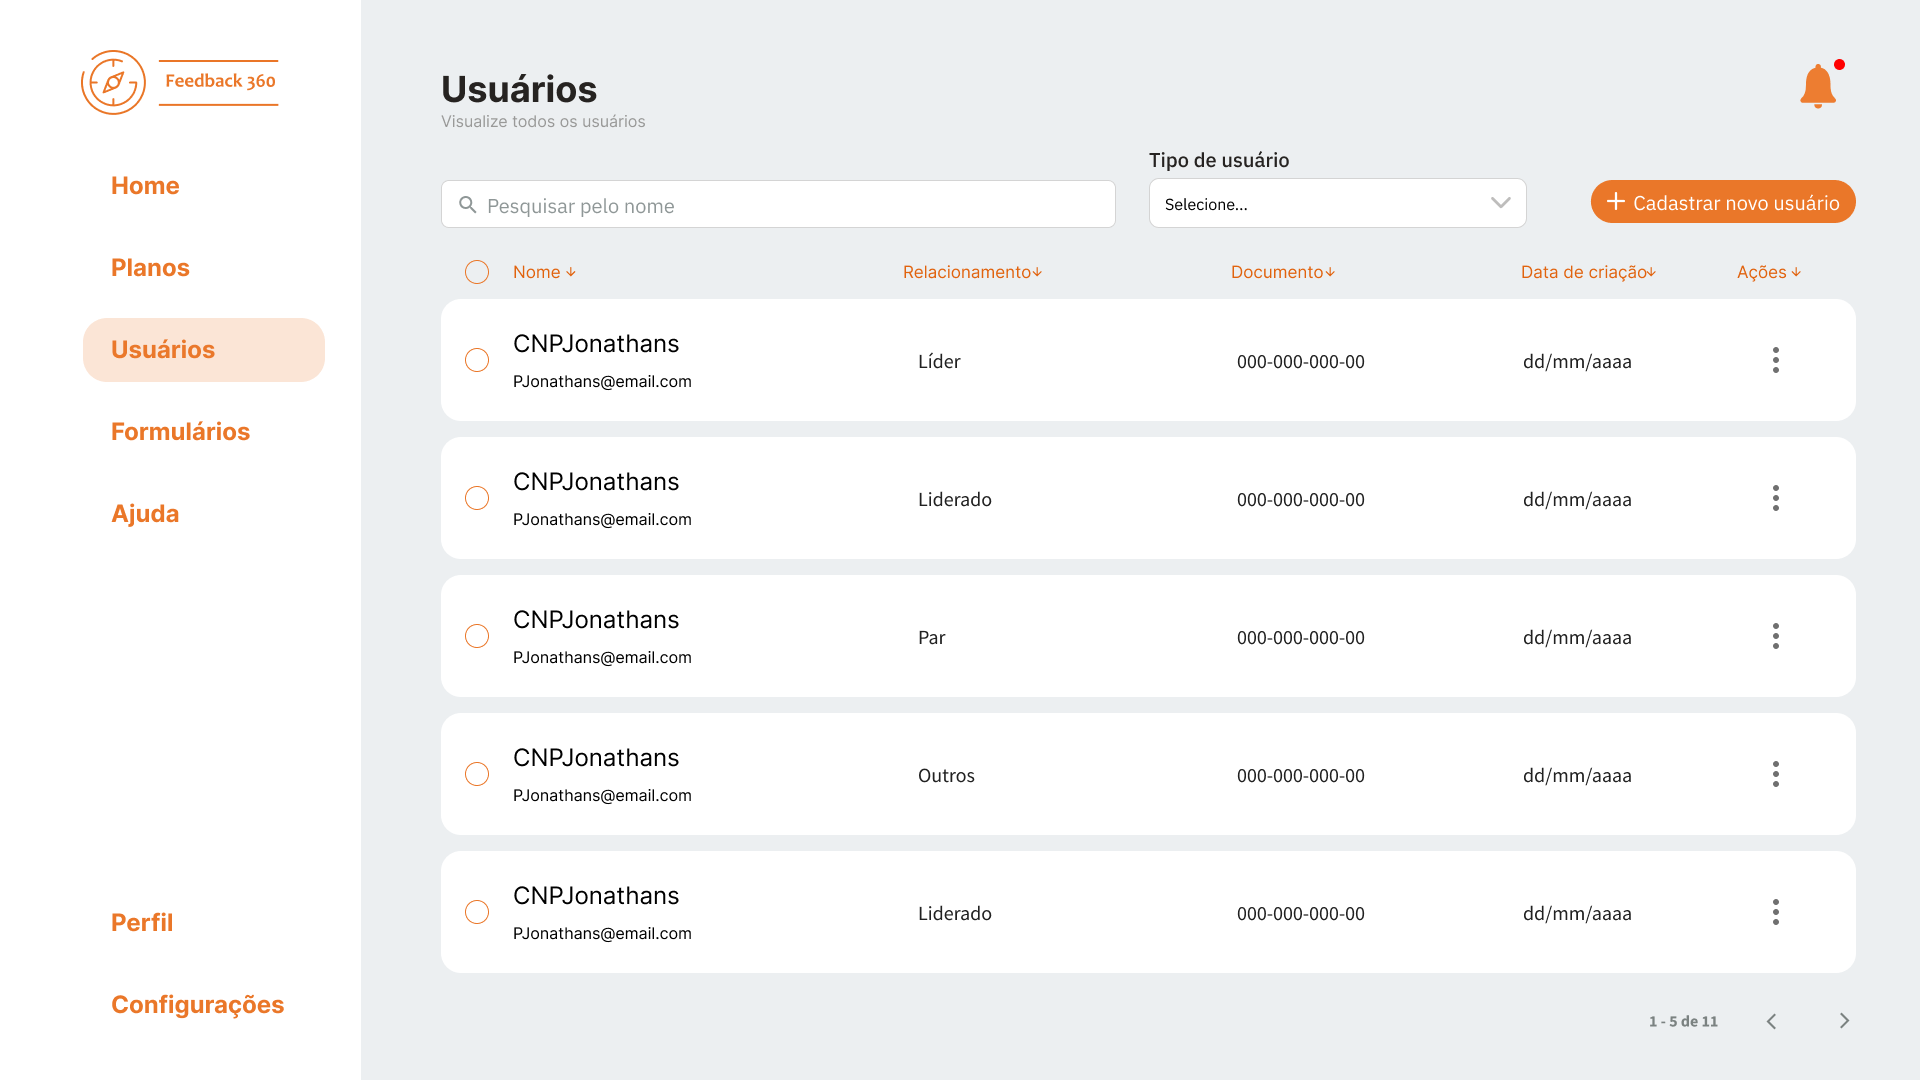 Feedback 360
Home
Planos
Usuários
Formulários
Ajuda
Perfil
Configurações
Usuários
Visualize todos os usuários
Pesquisar pelo nome
Tipo de usuário
Selecione...
Cadastrar novo usuário
Nome Relacionamento Documento Data de criação Ações
CNPJonathans
PJonathans@email.com
Líder 000-000-000-00 dd/mm/aaaa
CNPJonathans
PJonathans@email.com
Liderado 000-000-000-00 dd/mm/aaaa
CNPJonathans
PJonathans@email.com
Par 000-000-000-00 dd/mm/aaaa
CNPJonathans
PJonathans@email.com
Outros 000-000-000-00 dd/mm/aaaa
CNPJonathans
PJonathans@email.com
Liderado 000-000-000-00 dd/mm/aaaa
1 - 5 de 11